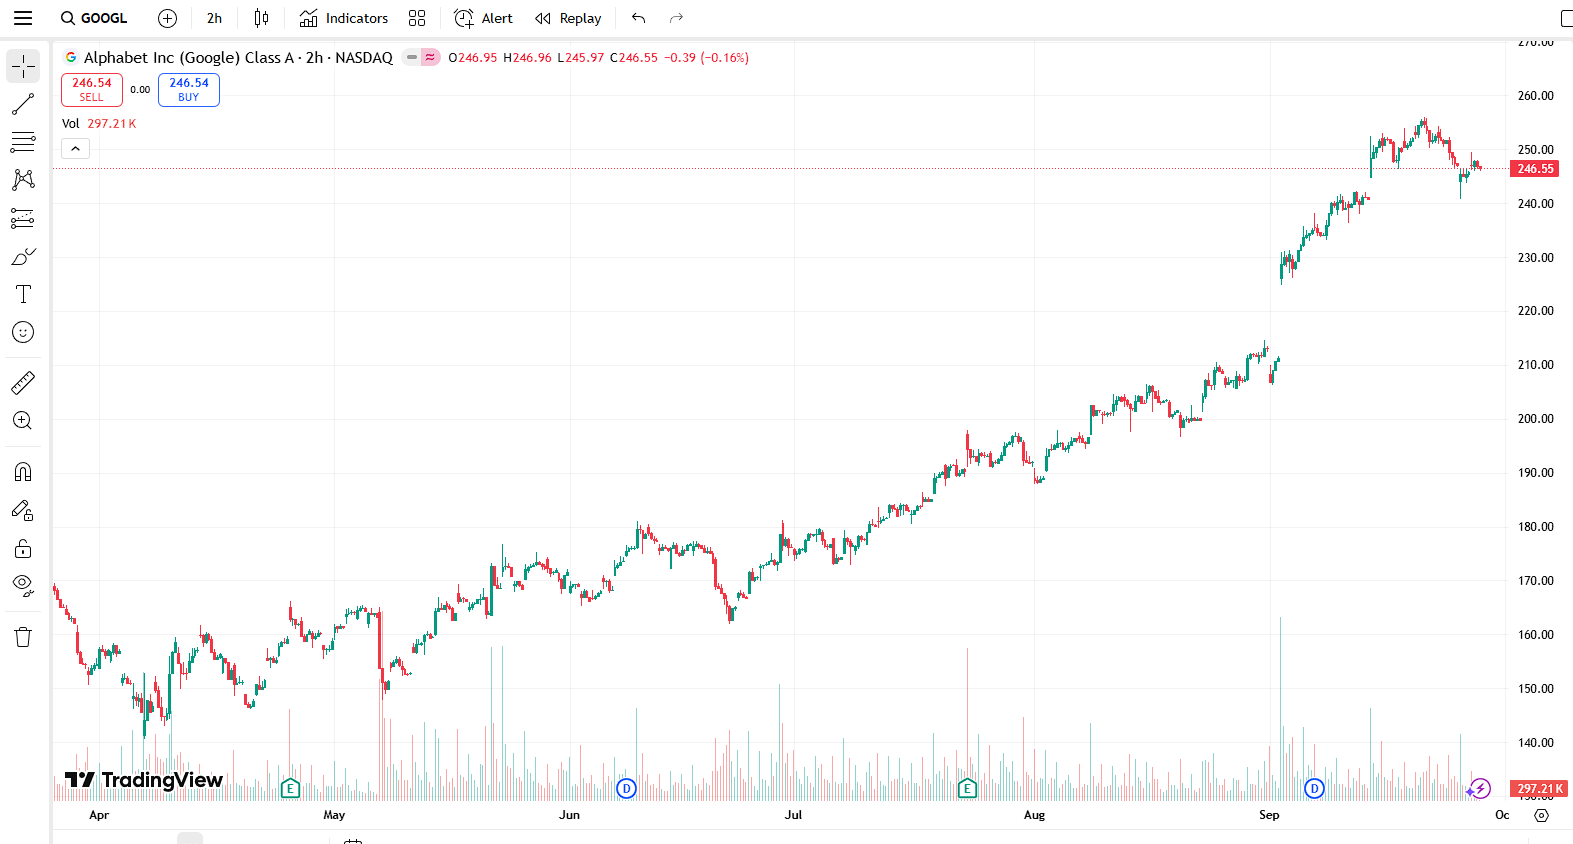 GOOGL 2h Indicators Alert Replay
Alphabet Inc (Google) Class A · 2h · NASDAQ O246.95 H246.96 L245.97 C246.55 −0.39 (−0.16%)
246.54 SELL 0.00 246.54 BUY
Vol 297.21 K
270.00
260.00
250.00
246.55
240.00
230.00
220.00
210.00
200.00
190.00
180.00
170.00
160.00
150.00
140.00
TradingView
E D E D
297.21 K
Apr May Jun Jul Aug Sep Oc